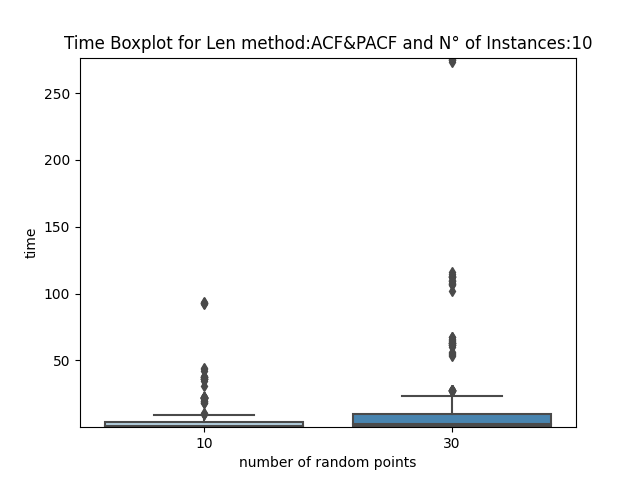 Time Boxplot for Len method:ACF&PACF and N° of Instances:10
250
200
150
100
50
time
10 30
number of random points